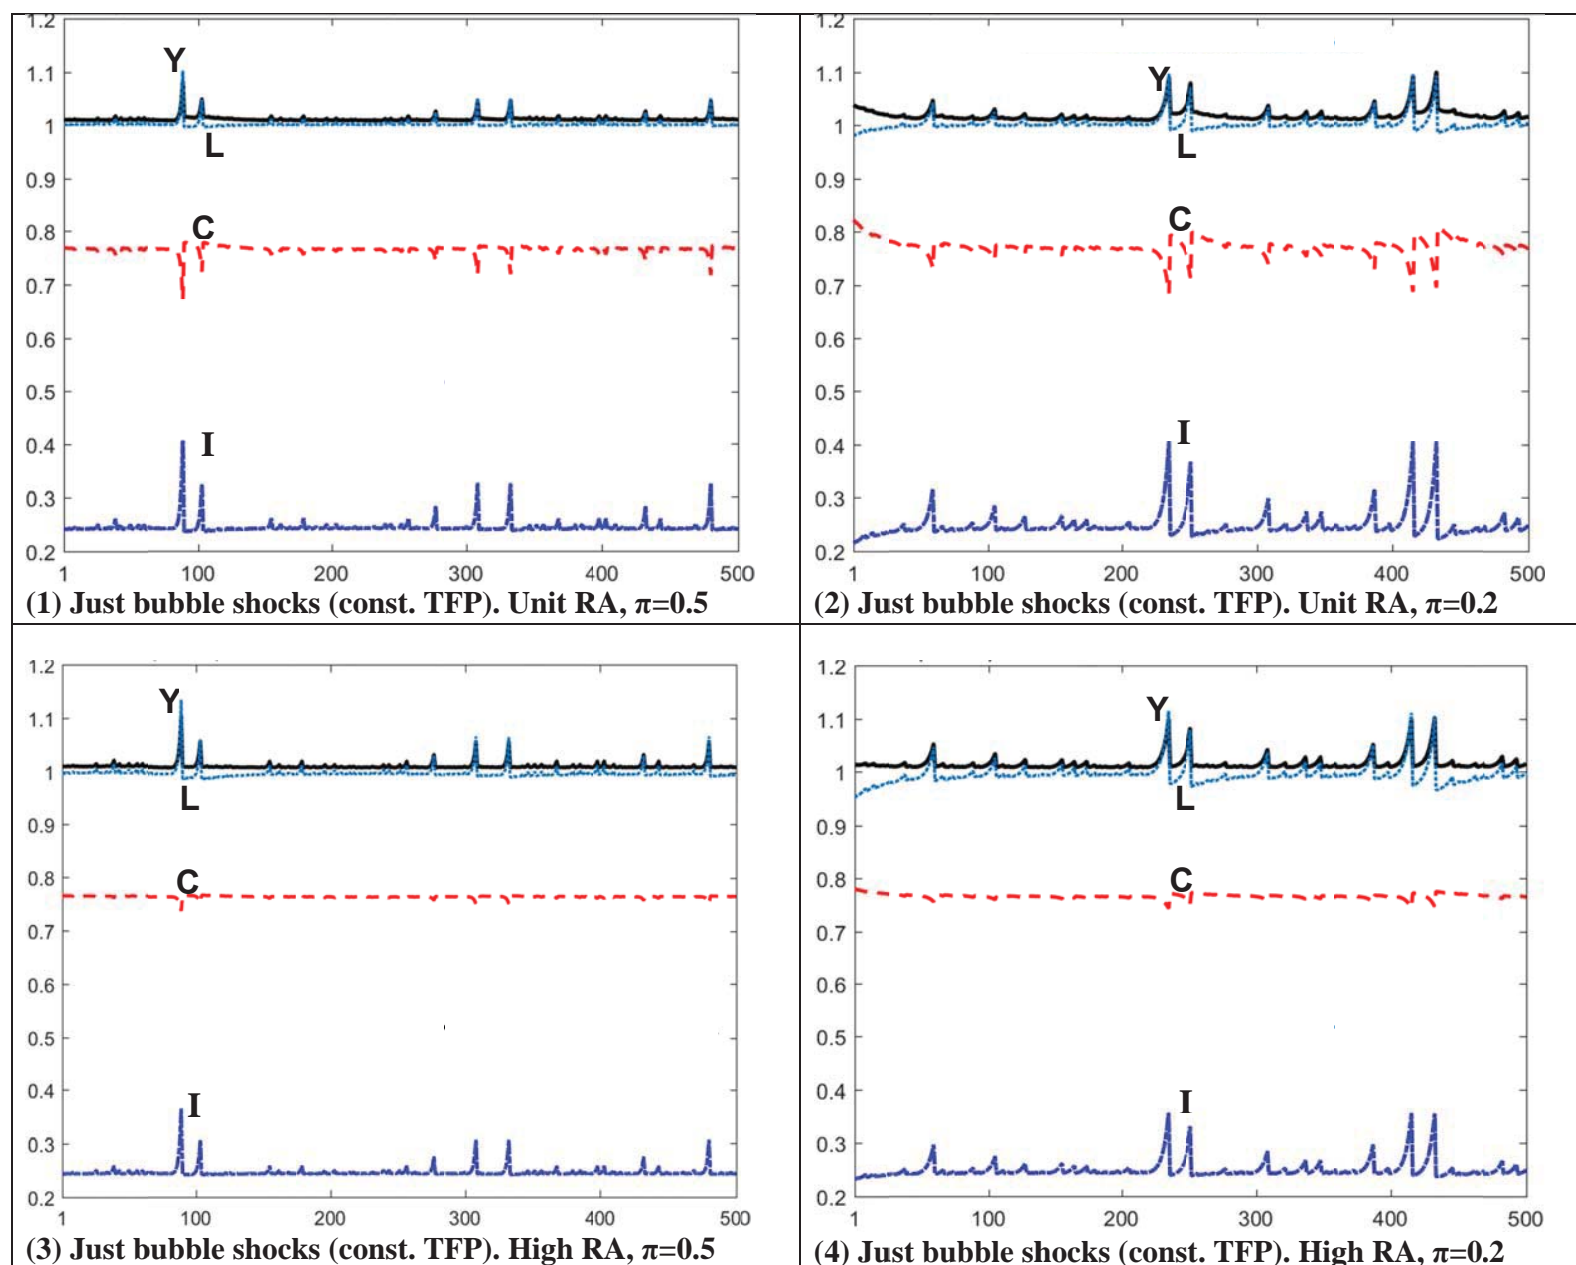 1.2
1.1
1
0.9
0.8
0.7
0.6
0.5
0.4
0.3
0.2
Y
L
C
I
1 100 200 300 400 500
(1) Just bubble shocks (const. TFP). Unit RA, π=0.5
1.2
1.1
1
0.9
0.8
0.7
0.6
0.5
0.4
0.3
0.2
Y
L
C
I
1 100 200 300 400 500
(2) Just bubble shocks (const. TFP). Unit RA, π=0.2
1.2
1.1
1
0.9
0.8
0.7
0.6
0.5
0.4
0.3
0.2
Y
L
C
I
1 100 200 300 400 500
(3) Just bubble shocks (const. TFP). High RA, π=0.5
1.2
1.1
1
0.9
0.8
0.7
0.6
0.5
0.4
0.3
0.2
Y
L
C
I
1 100 200 300 400 500
(4) Just bubble shocks (const. TFP). High RA, π=0.2